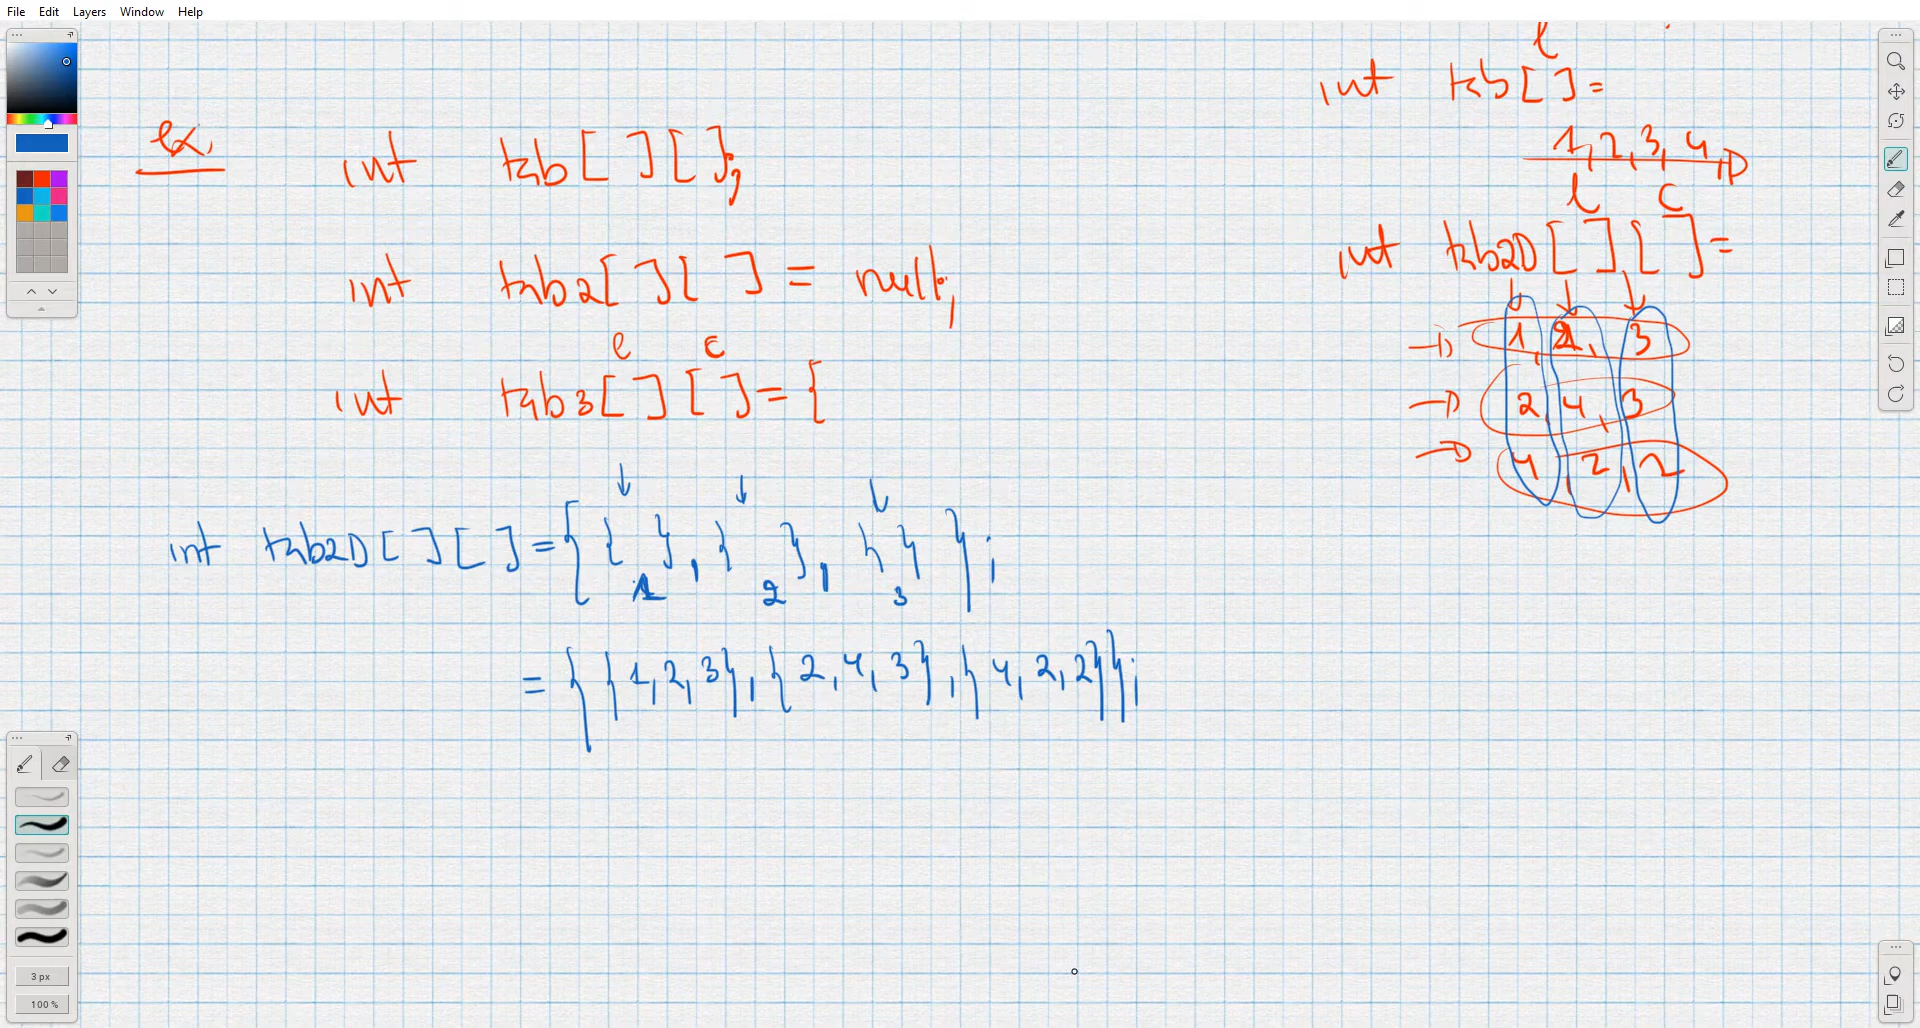 File Edit Layers Window Help
ex.
int tab[ ][ ];
int tab2[ ][ ] = null;
l c
int tab3[ ][ ] = {
int tab2D[ ][ ] = { { }, { }, { } };
1 2 3
= { { 1, 2, 3 }, { 2, 4, 3 }, { 4, 2, 2 } };
l
int tab[ ] =
1, 2, 3, 4,
l c
int tab2D[ ][ ] =
1, 2, 3
2, 4, 3
4, 2, 2
3 px
100 %